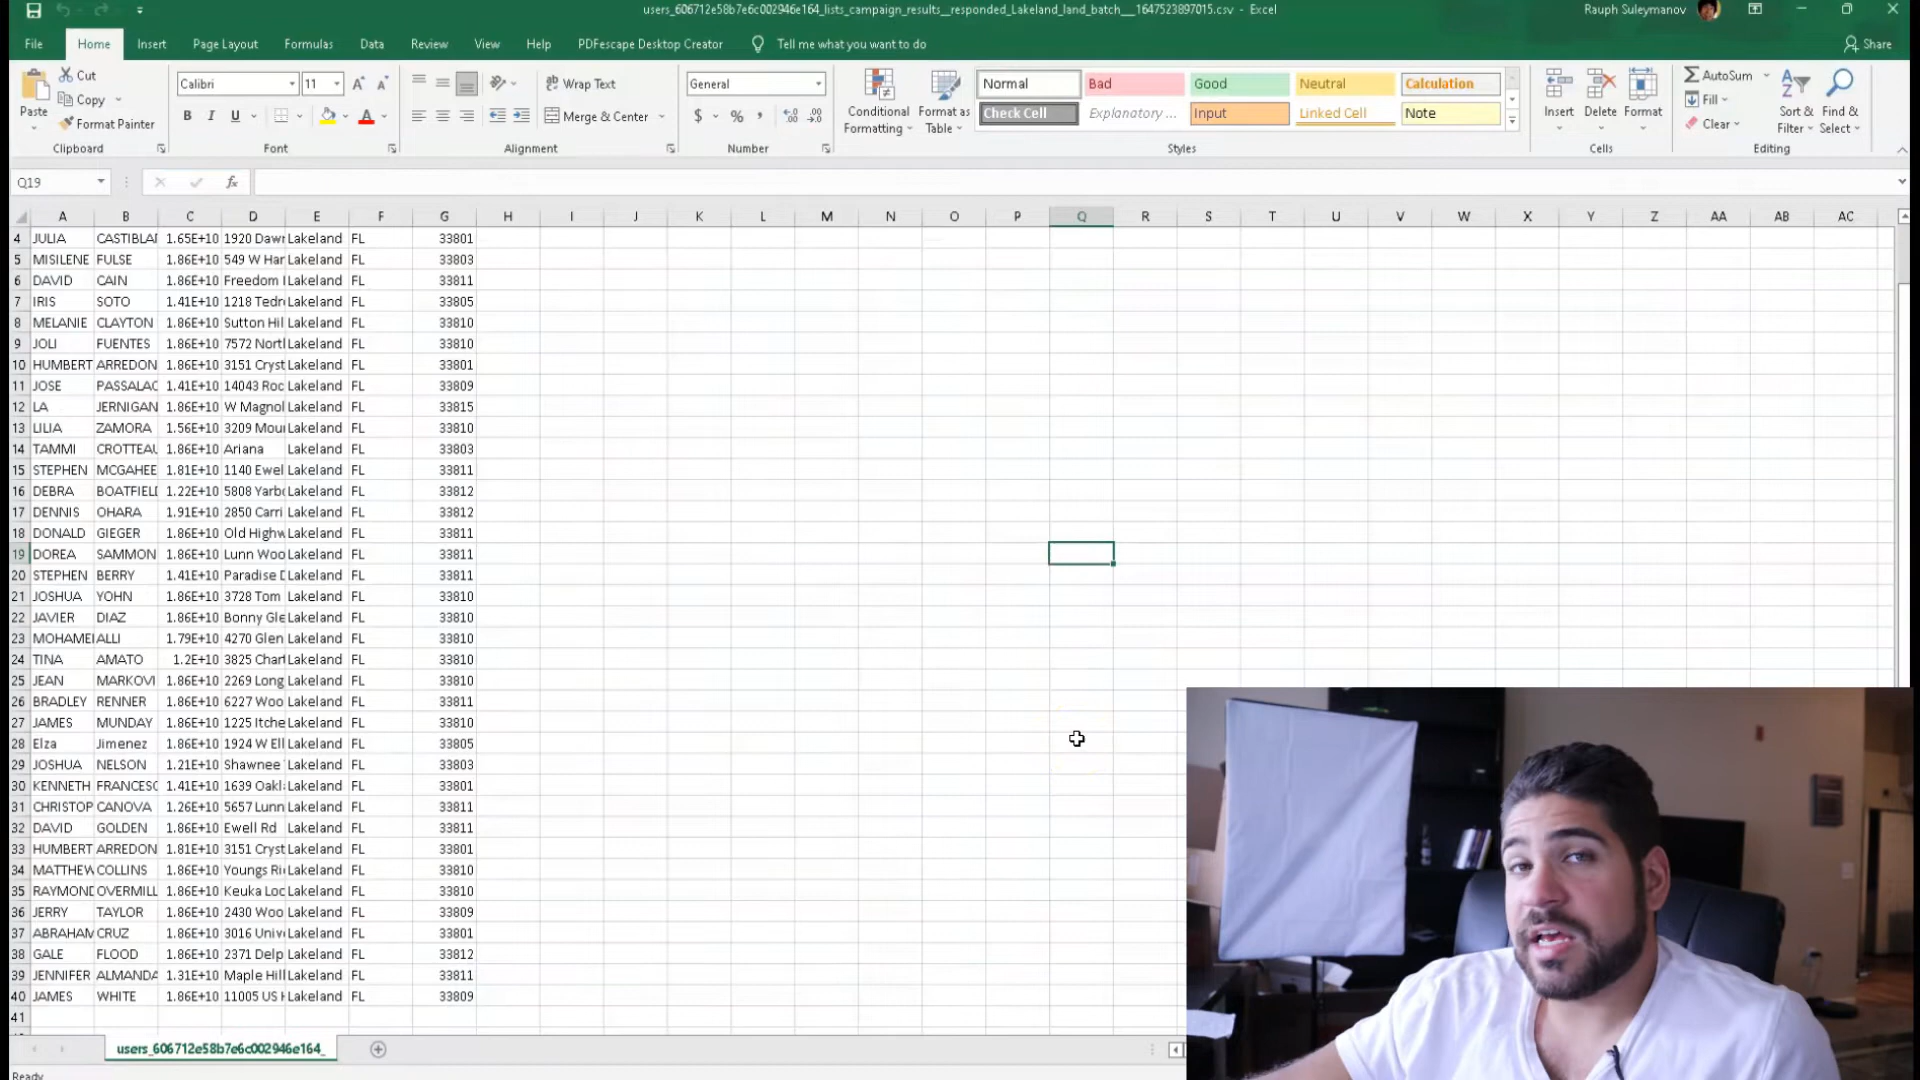 users_606712e58b7e6c002946e164_lists_campaign_results__responded_Lakeland_land_batch__1647523897015.csv - Excel
Rauph Suleymanov
File Home Insert Page Layout Formulas Data Review View Help PDFescape Desktop Creator Tell me what you want to do Share
Paste Cut Copy Format Painter Clipboard
Calibri 11 B I U A Font
Wrap Text Merge & Center Alignment
General $ % , Number
Conditional Formatting Format as Table
Normal Bad Good Neutral Calculation
Check Cell Explanatory ... Input Linked Cell Note
Styles
Insert Delete Format Cells
AutoSum Fill Clear Sort & Filter Find & Select Editing
Q19 fx
A B C D E F G H I J K L M N O P Q R S T U V W X Y Z AA AB AC
4 JULIA CASTIBLA 1.65E+10 1920 Daw Lakeland FL 33801
5 MISILENE FULSE 1.86E+10 549 W Har Lakeland FL 33803
6 DAVID CAIN 1.86E+10 Freedom Lakeland FL 33811
7 IRIS SOTO 1.41E+10 1218 Tedr Lakeland FL 33805
8 MELANIE CLAYTON 1.86E+10 Sutton Hil Lakeland FL 33810
9 JOLI FUENTES 1.86E+10 7572 Nort Lakeland FL 33810
10 HUMBERT ARREDON 1.86E+10 3151 Cryst Lakeland FL 33801
11 JOSE PASSALAC 1.41E+10 14043 Roc Lakeland FL 33809
12 LA JERNIGAN 1.86E+10 W Magnol Lakeland FL 33815
13 LILIA ZAMORA 1.56E+10 3209 Mou Lakeland FL 33810
14 TAMMI CROTTEAU 1.86E+10 Ariana Lakeland FL 33803
15 STEPHEN MCGAHEE 1.81E+10 1140 Ewel Lakeland FL 33811
16 DEBRA BOATFIELD 1.22E+10 5808 Yarb Lakeland FL 33812
17 DENNIS OHARA 1.91E+10 2850 Carri Lakeland FL 33812
18 DONALD GIEGER 1.86E+10 Old Highw Lakeland FL 33811
19 DOREA SAMMON 1.86E+10 Lunn Woo Lakeland FL 33811
20 STEPHEN BERRY 1.41E+10 Paradise D Lakeland FL 33811
21 JOSHUA YOHN 1.86E+10 3728 Tom Lakeland FL 33810
22 JAVIER DIAZ 1.86E+10 Bonny Gle Lakeland FL 33810
23 MOHAMEI ALLI 1.79E+10 4270 Glen Lakeland FL 33810
24 TINA AMATO 1.2E+10 3825 Char Lakeland FL 33810
25 JEAN MARKOVI 1.86E+10 2269 Long Lakeland FL 33810
26 BRADLEY RENNER 1.86E+10 6227 Woo Lakeland FL 33811
27 JAMES MUNDAY 1.86E+10 1225 Itche Lakeland FL 33810
28 Elza Jimenez 1.86E+10 1924 W Ell Lakeland FL 33805
29 JOSHUA NELSON 1.21E+10 Shawnee Lakeland FL 33803
30 KENNETH FRANCESC 1.41E+10 1639 Oakl Lakeland FL 33801
31 CHRISTOP CANOVA 1.26E+10 5657 Lunn Lakeland FL 33811
32 DAVID GOLDEN 1.86E+10 Ewell Rd Lakeland FL 33811
33 HUMBERT ARREDON 1.81E+10 3151 Cryst Lakeland FL 33801
34 MATTHEW COLLINS 1.86E+10 Youngs Ri Lakeland FL 33810
35 RAYMOND OVERMILL 1.86E+10 Keuka Loc Lakeland FL 33810
36 JERRY TAYLOR 1.86E+10 2430 Woo Lakeland FL 33809
37 ABRAHAM CRUZ 1.86E+10 3016 Univ Lakeland FL 33801
38 GALE FLOOD 1.86E+10 2371 Delp Lakeland FL 33812
39 JENNIFER ALMANDA 1.31E+10 Maple Hill Lakeland FL 33811
40 JAMES WHITE 1.86E+10 11005 US Lakeland FL 33809
41
users_606712e58b7e6c002946e164_
Ready